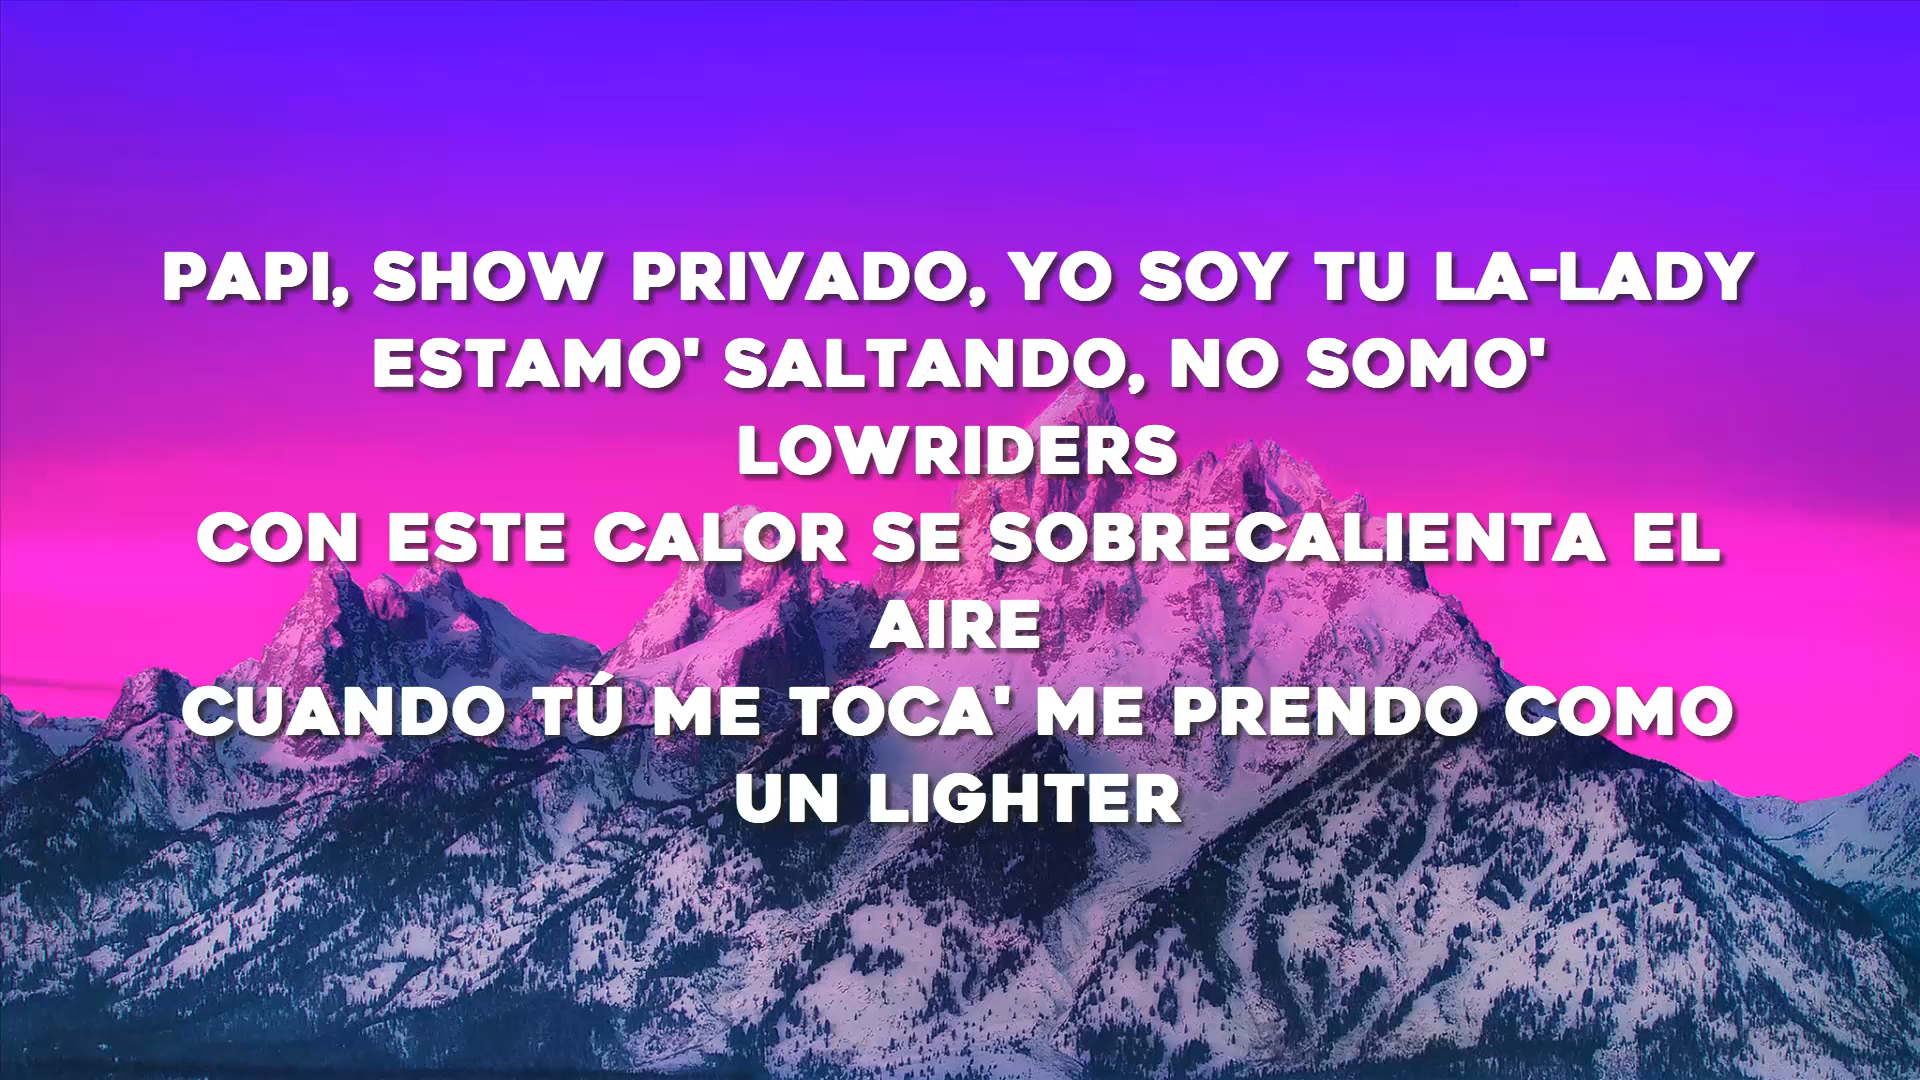 PAPI, SHOW PRIVADO, YO SOY TU LA-LADY
ESTAMO' SALTANDO, NO SOMO'
LOWRIDERS
CON ESTE CALOR SE SOBRECALIENTA EL
AIRE
CUANDO TÚ ME TOCA' ME PRENDO COMO
UN LIGHTER